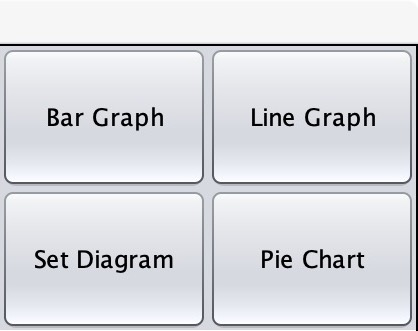 Bar Graph
Line Graph
Set Diagram
Pie Chart